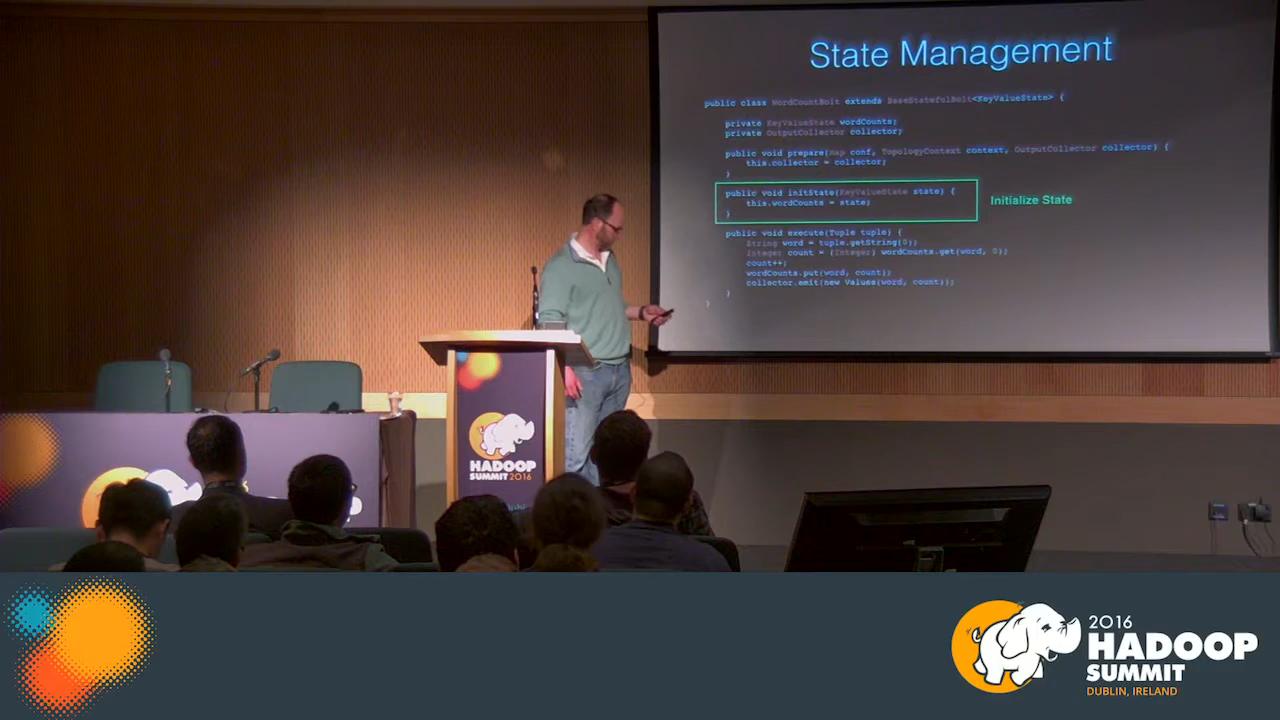 State Management
public class WordCountBolt extends BaseStatefulBolt<KeyValueState> {
private KeyValueState wordCounts;
private OutputCollector collector;
public void prepare(Map conf, TopologyContext context, OutputCollector collector) {
this.collector = collector;
}
public void initState(KeyValueState state) {
this.wordCounts = state;
}
Initialize State
public void execute(Tuple tuple) {
String word = tuple.getString(0);
Integer count = (Integer) wordCounts.get(word, 0);
count++;
wordCounts.put(word, count);
collector.emit(new Values(word, count));
}
}
HADOOP
SUMMIT 2016
2016
HADOOP
SUMMIT
DUBLIN, IRELAND